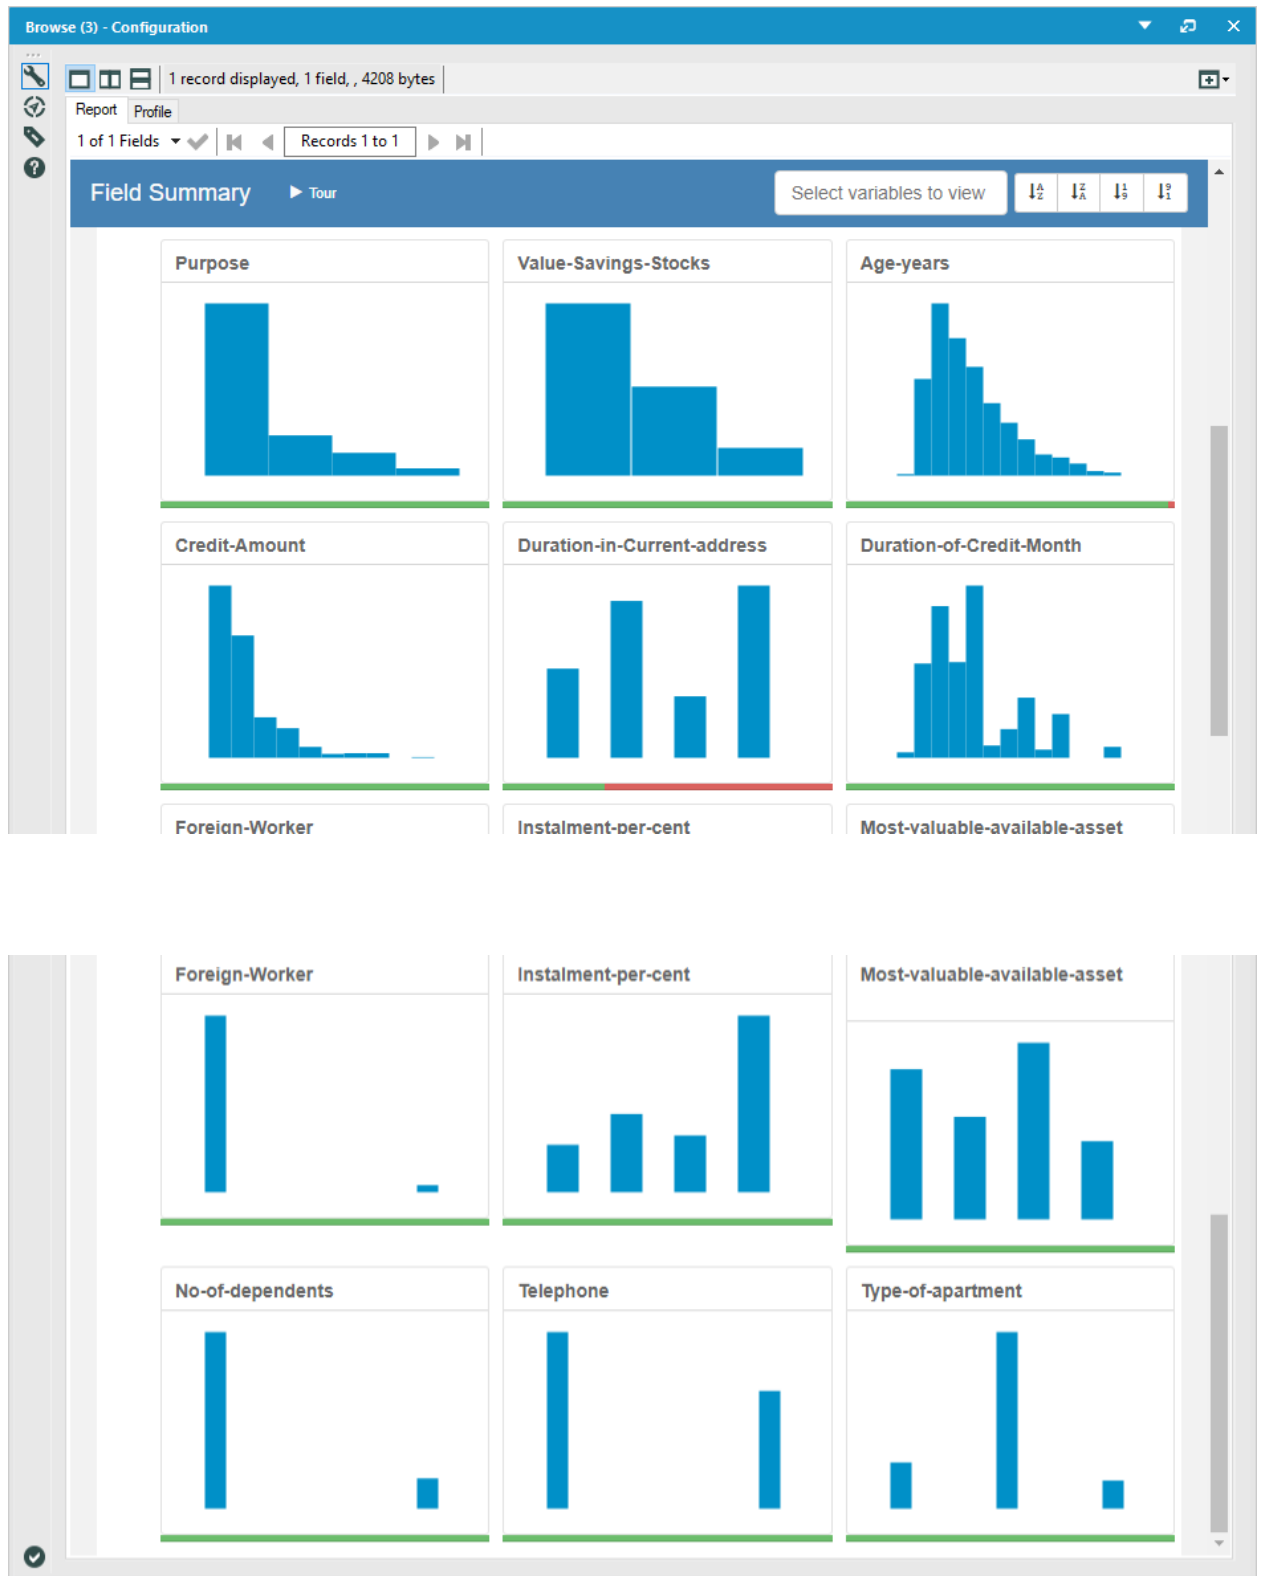 Browse (3) - Configuration
1 record displayed, 1 field, , 4208 bytes
Report Profile
1 of 1 Fields Records 1 to 1
Field Summary Tour Select variables to view
Purpose Value-Savings-Stocks Age-years
Credit-Amount Duration-in-Current-address Duration-of-Credit-Month
Foreign-Worker Instalment-per-cent Most-valuable-available-asset
Foreign-Worker Instalment-per-cent Most-valuable-available-asset
No-of-dependents Telephone Type-of-apartment